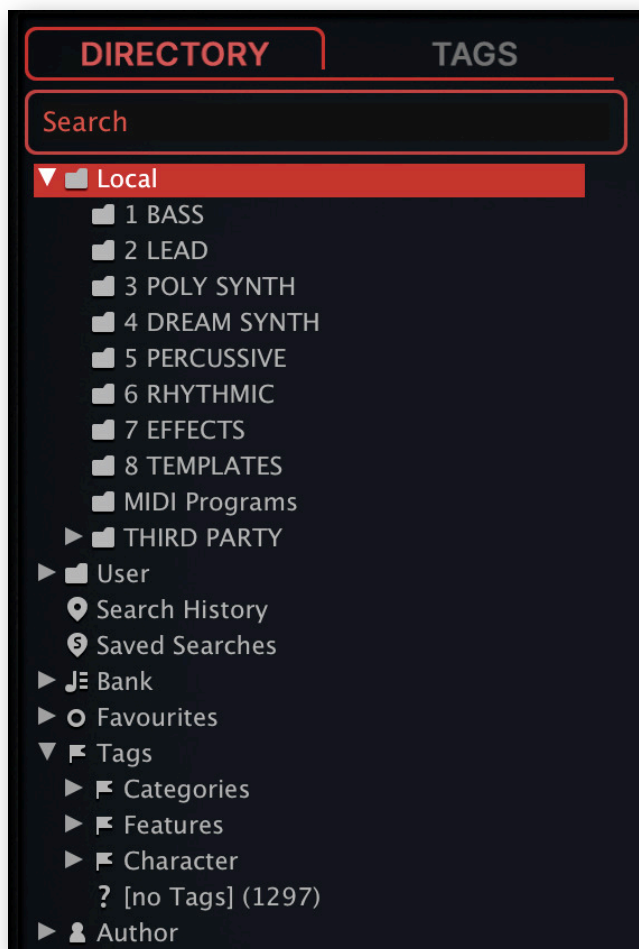 DIRECTORY TAGS
Search
Local
1 BASS
2 LEAD
3 POLY SYNTH
4 DREAM SYNTH
5 PERCUSSIVE
6 RHYTHMIC
7 EFFECTS
8 TEMPLATES
MIDI Programs
THIRD PARTY
User
Search History
S Saved Searches
Bank
Favourites
Tags
Categories
Features
Character
? [no Tags] (1297)
Author